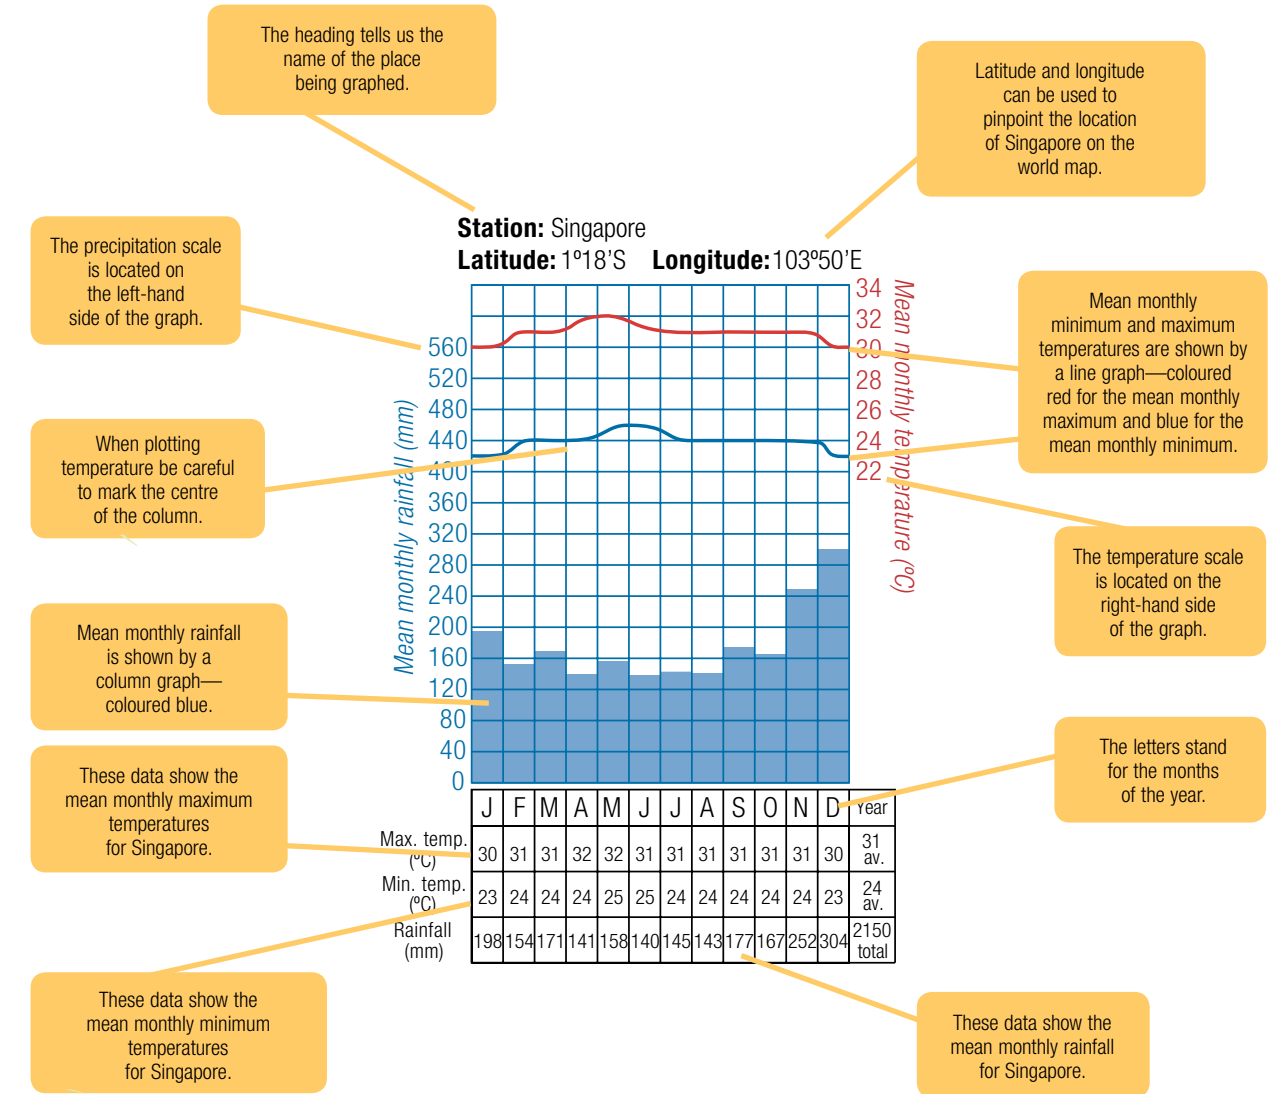 The heading tells us the
name of the place
being graphed.
Latitude and longitude
can be used to
pinpoint the location
of Singapore on the
world map.
Station: Singapore
Latitude: 1º18’S Longitude:103º50’E
The precipitation scale
is located on
the left-hand
side of the graph.
When plotting
temperature be careful
to mark the centre
of the column.
Mean monthly rainfall
is shown by a
column graph—
coloured blue.
These data show the
mean monthly maximum
temperatures
for Singapore.
These data show the
mean monthly minimum
temperatures
for Singapore.
Mean monthly rainfall (mm)
560
520
480
440
400
360
320
280
240
200
160
120
80
40
0
34
32
30
28
26
24
22
Mean monthly temperature (ºC)
Mean monthly
minimum and maximum
temperatures are shown by
a line graph—coloured
red for the mean monthly
maximum and blue for the
mean monthly minimum.
The temperature scale
is located on the
right-hand side
of the graph.
The letters stand
for the months
of the year.
J F M A M J J A S O N D Year
Max. temp.
(ºC)
30 31 31 32 32 31 31 31 31 31 31 30 31
av.
Min. temp.
(ºC)
23 24 24 24 25 25 24 24 24 24 24 23 24
av.
Rainfall
(mm)
198 154 171 141 158 140 145 143 177 167 252 304 2150
total
These data show the
mean monthly rainfall
for Singapore.